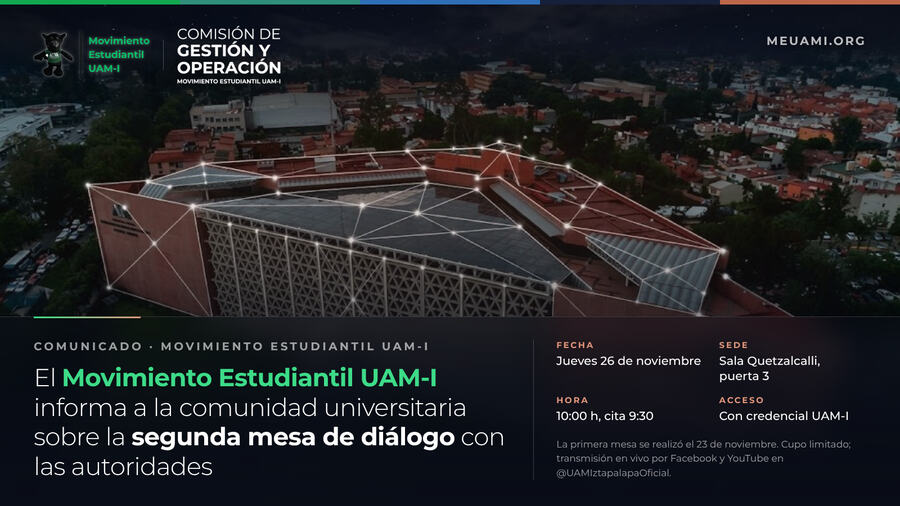 Movimiento
Estudiantil
UAM-I
COMISIÓN DE
GESTIÓN Y
OPERACIÓN
MOVIMIENTO ESTUDIANTIL UAM-I
MEUAMI.ORG
COMUNICADO · MOVIMIENTO ESTUDIANTIL UAM-I
El Movimiento Estudiantil UAM-I
informa a la comunidad universitaria
sobre la segunda mesa de diálogo con
las autoridades
FECHA
Jueves 26 de noviembre
SEDE
Sala Quetzalcalli,
puerta 3
HORA
10:00 h, cita 9:30
ACCESO
Con credencial UAM-I
La primera mesa se realizó el 23 de noviembre. Cupo limitado;
transmisión en vivo por Facebook y YouTube en
@UAMIztapalapaOficial.